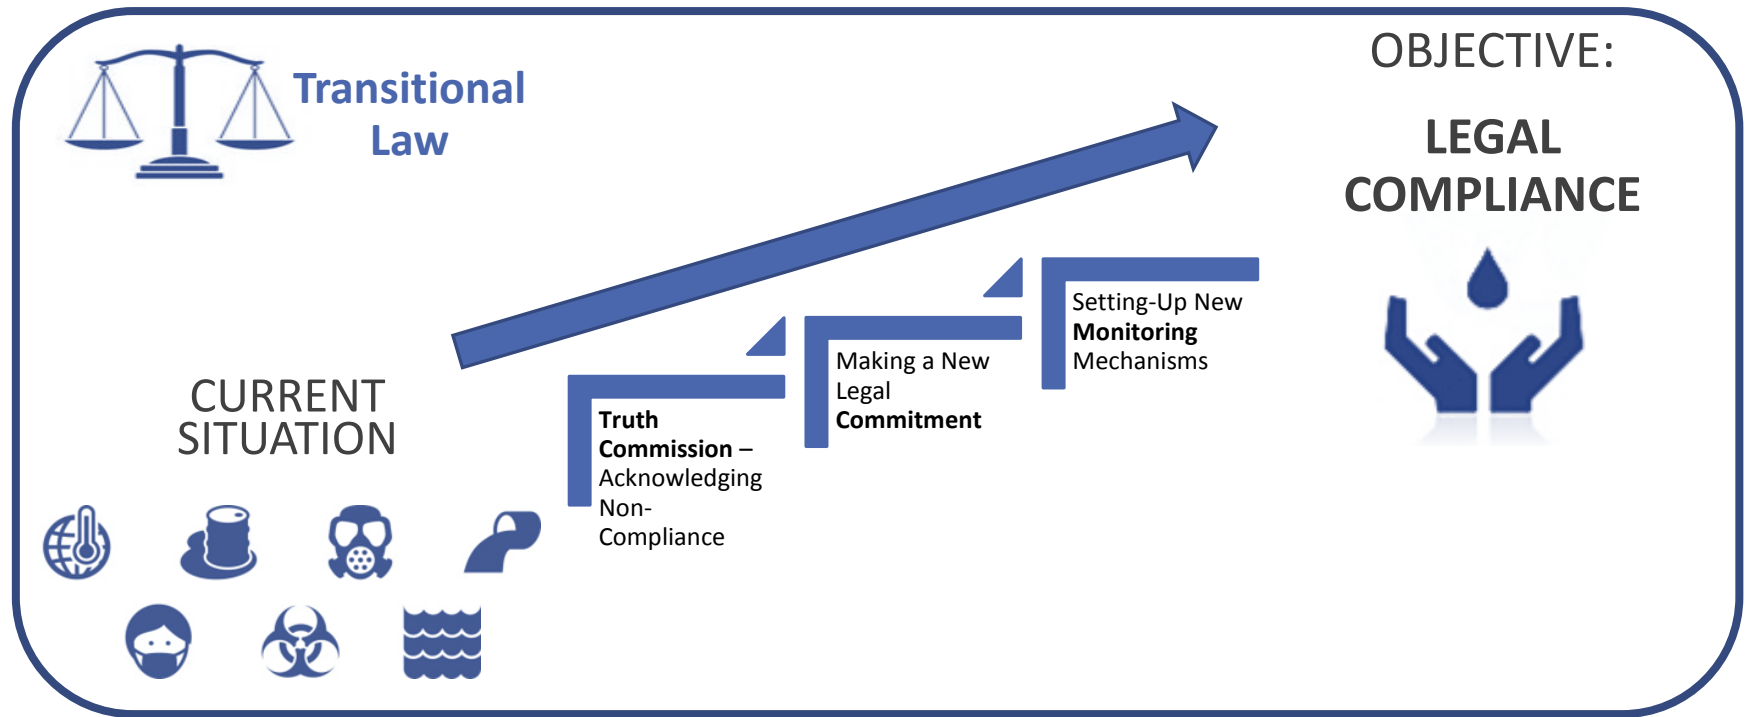 Transitional
Law
OBJECTIVE:
LEGAL
COMPLIANCE
CURRENT
SITUATION
Truth
Commission –
Acknowledging
Non-
Compliance
Making a New
Legal
Commitment
Setting-Up New
Monitoring
Mechanisms